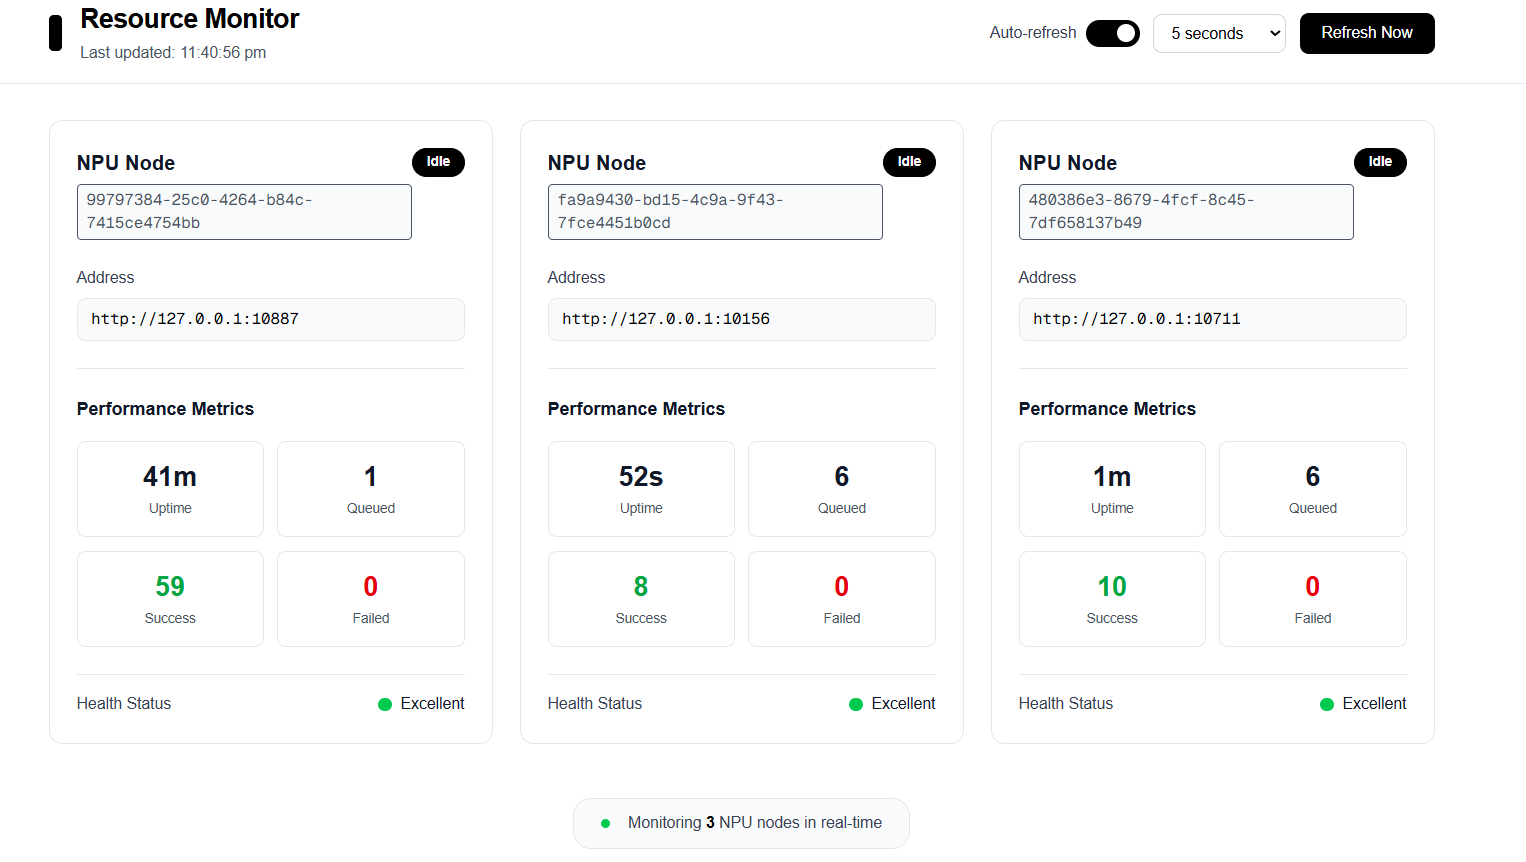 Resource Monitor
Last updated: 11:40:56 pm
Auto-refresh
5 seconds
Refresh Now
NPU Node
Idle
99797384-25c0-4264-b84c-
7415ce4754bb
Address
http://127.0.0.1:10887
Performance Metrics
41m
Uptime
1
Queued
59
Success
0
Failed
Health Status
Excellent
NPU Node
Idle
fa9a9430-bd15-4c9a-9f43-
7fce4451b0cd
Address
http://127.0.0.1:10156
Performance Metrics
52s
Uptime
6
Queued
8
Success
0
Failed
Health Status
Excellent
NPU Node
Idle
480386e3-8679-4fcf-8c45-
7df658137b49
Address
http://127.0.0.1:10711
Performance Metrics
1m
Uptime
6
Queued
10
Success
0
Failed
Health Status
Excellent
Monitoring 3 NPU nodes in real-time